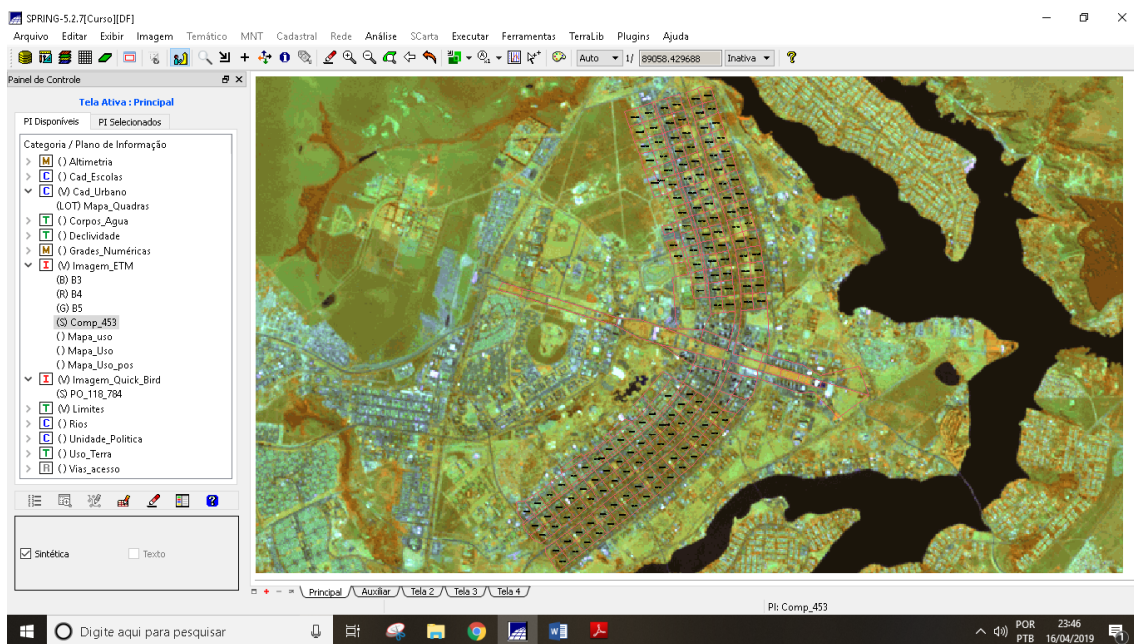 SPRING-5.2.7[Curso][DF]
Arquivo Editar Exibir Imagem Temático MNT Cadastral Rede Análise SCarta Executar Ferramentas TerraLib Plugins Ajuda
Auto 1/ 89058.429688 Inativa
Painel de Controle
Tela Ativa : Principal
PI Disponíveis PI Selecionados
Categoria / Plano de Informação
M () Altimetria
C () Cad_Escolas
C (V) Cad_Urbano
(LOT) Mapa_Quadras
T () Corpos_Agua
T () Declividade
M () Grades_Numéricas
I (V) Imagem_ETM
(B) B3
(R) B4
(G) B5
(S) Comp_453
() Mapa_uso
() Mapa_Uso
() Mapa_Uso_pos
I (V) Imagem_Quick_Bird
(S) PO_118_784
T (V) Limites
C () Rios
C () Unidade_Politica
T () Uso_Terra
R () Vias_acesso
Sintética Texto
Principal Auxiliar Tela 2 Tela 3 Tela 4
PI: Comp_453
Digite aqui para pesquisar
POR 23:46
PTB 16/04/2019